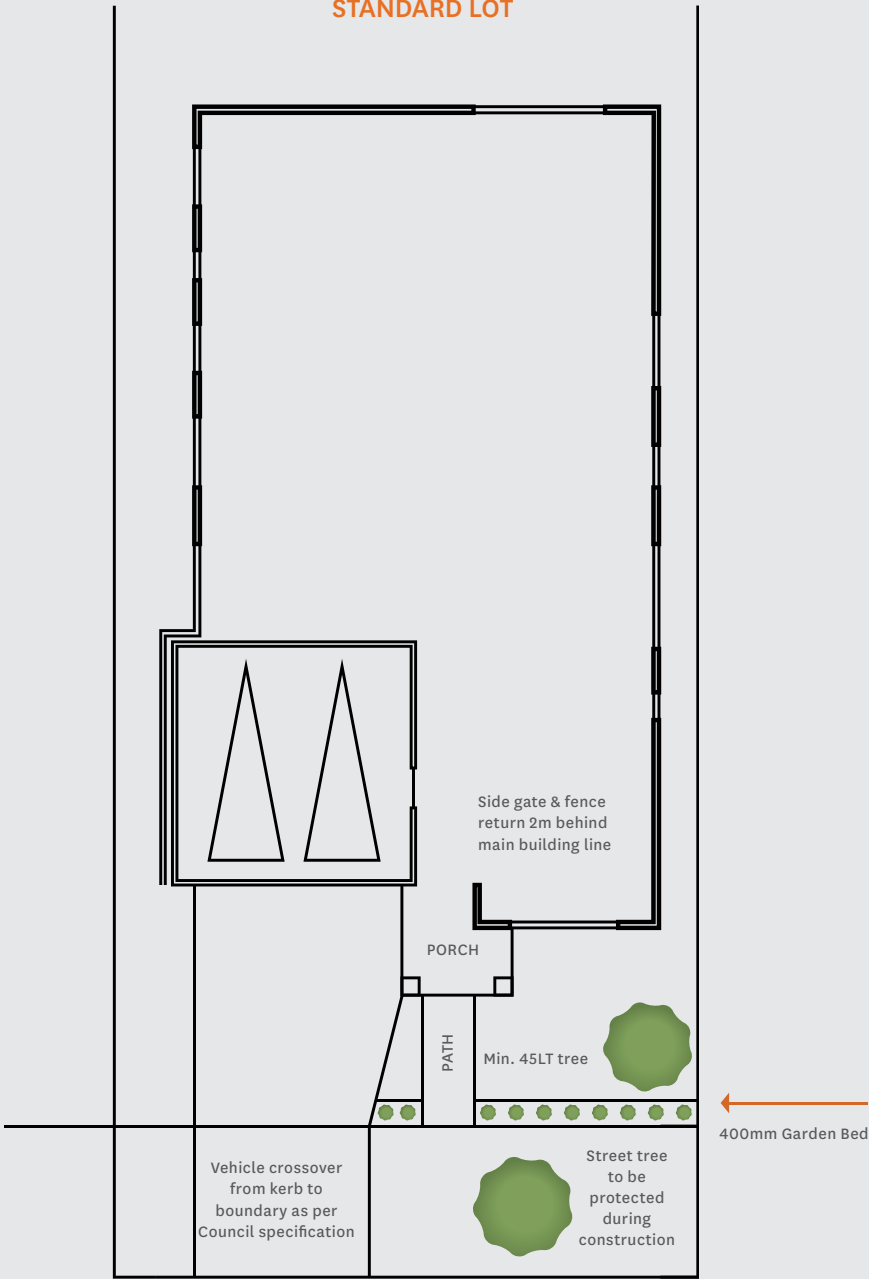 STANDARD LOT
Side gate & fence
return 2m behind
main building line
PORCH
PATH
Min. 45LT tree
400mm Garden Bed
Vehicle crossover
from kerb to
boundary as per
Council specification
Street tree
to be
protected
during
construction